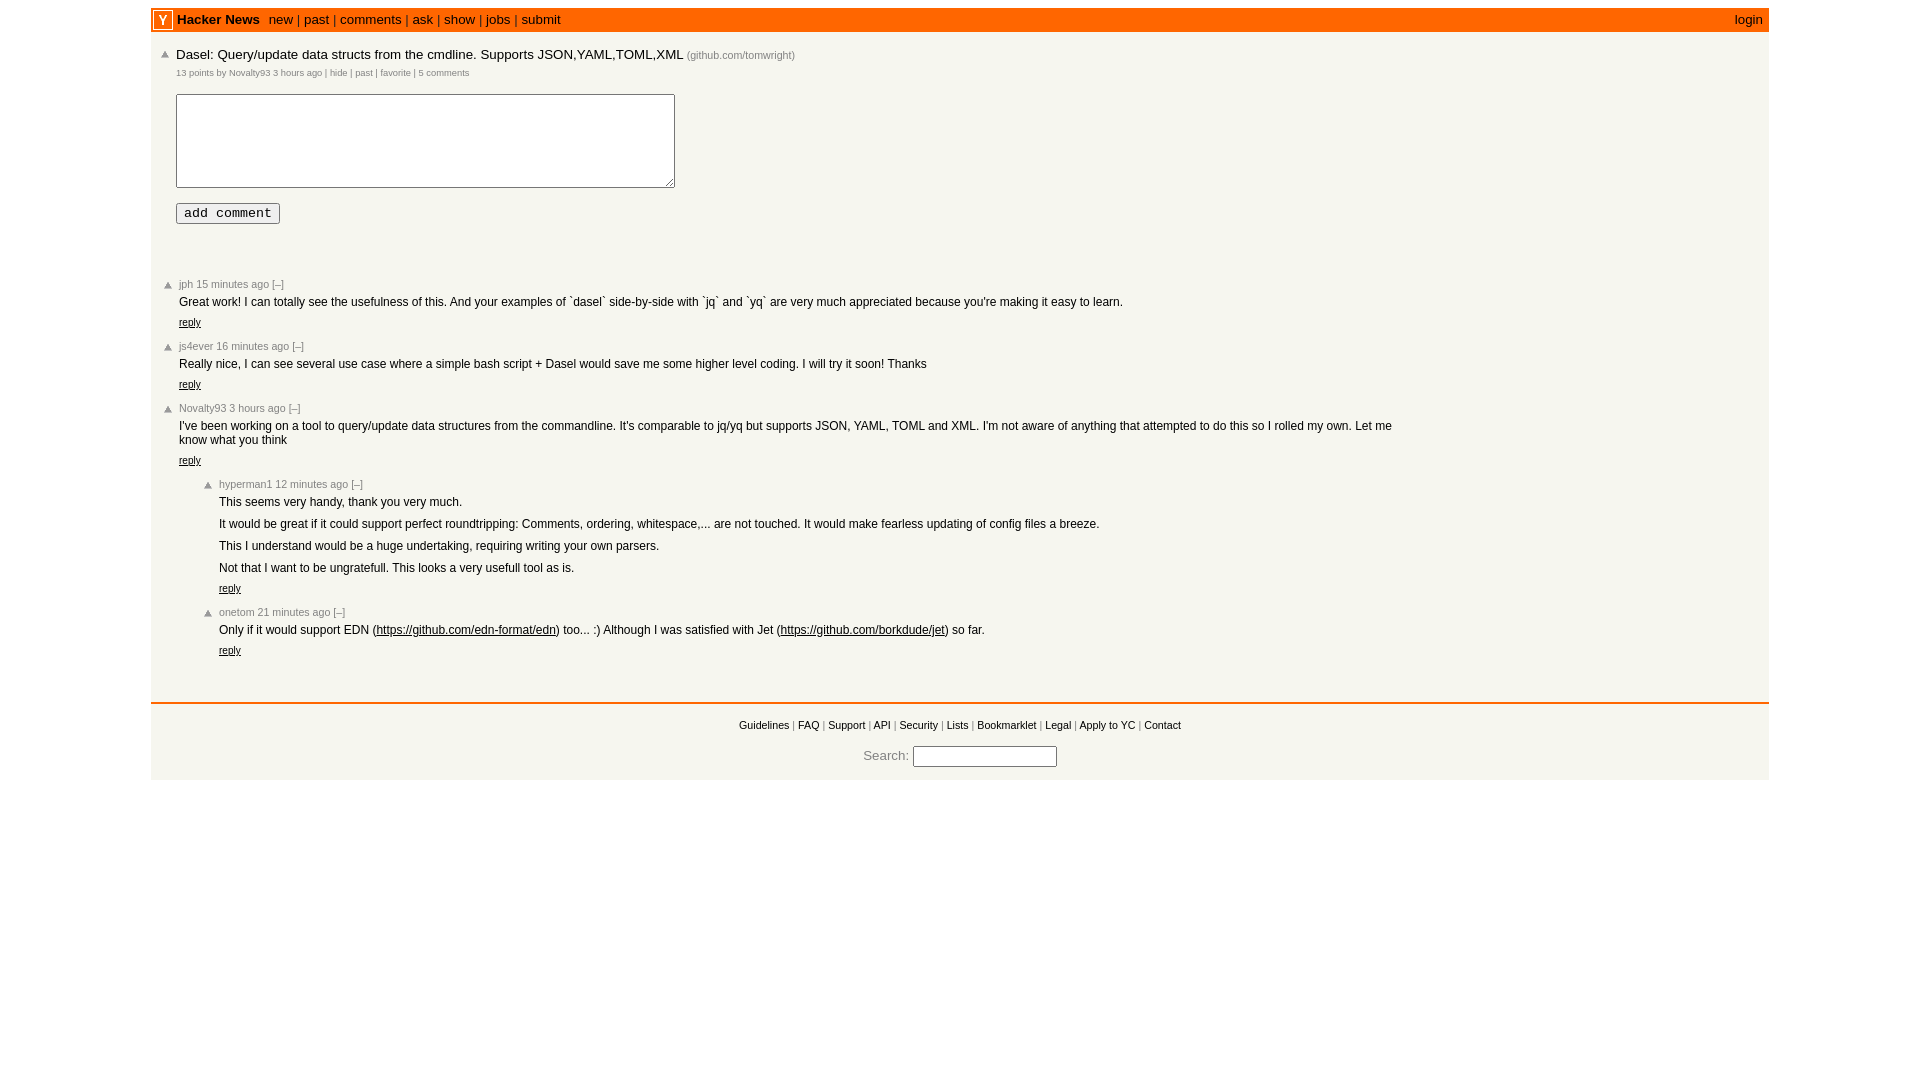 Y Hacker News new | past | comments | ask | show | jobs | submit login
Dasel: Query/update data structs from the cmdline. Supports JSON,YAML,TOML,XML (github.com/tomwright)
13 points by Novalty93 3 hours ago | hide | past | favorite | 5 comments
add comment
jph 15 minutes ago [–]
Great work! I can totally see the usefulness of this. And your examples of `dasel` side-by-side with `jq` and `yq` are very much appreciated because you're making it easy to learn.
reply
js4ever 16 minutes ago [–]
Really nice, I can see several use case where a simple bash script + Dasel would save me some higher level coding. I will try it soon! Thanks
reply
Novalty93 3 hours ago [–]
I've been working on a tool to query/update data structures from the commandline. It's comparable to jq/yq but supports JSON, YAML, TOML and XML. I'm not aware of anything that attempted to do this so I rolled my own. Let me
know what you think
reply
hyperman1 12 minutes ago [–]
This seems very handy, thank you very much.
It would be great if it could support perfect roundtripping: Comments, ordering, whitespace,... are not touched. It would make fearless updating of config files a breeze.
This I understand would be a huge undertaking, requiring writing your own parsers.
Not that I want to be ungratefull. This looks a very usefull tool as is.
reply
onetom 21 minutes ago [–]
Only if it would support EDN (https://github.com/edn-format/edn) too... :) Although I was satisfied with Jet (https://github.com/borkdude/jet) so far.
reply
Guidelines | FAQ | Support | API | Security | Lists | Bookmarklet | Legal | Apply to YC | Contact
Search: